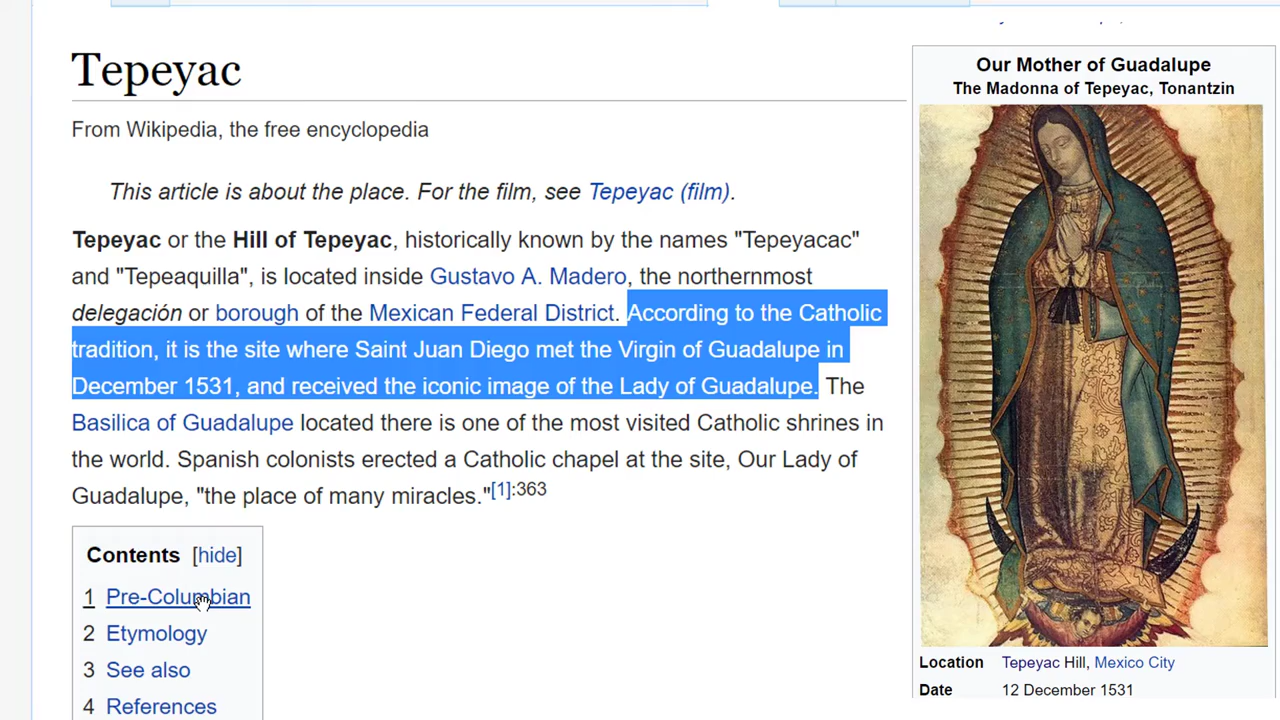 Tepeyac
From Wikipedia, the free encyclopedia
This article is about the place. For the film, see Tepeyac (film).
Tepeyac or the Hill of Tepeyac, historically known by the names "Tepeyacac"
and "Tepeaquilla", is located inside Gustavo A. Madero, the northernmost
delegación or borough of the Mexican Federal District. According to the Catholic
tradition, it is the site where Saint Juan Diego met the Virgin of Guadalupe in
December 1531, and received the iconic image of the Lady of Guadalupe. The
Basilica of Guadalupe located there is one of the most visited Catholic shrines in
the world. Spanish colonists erected a Catholic chapel at the site, Our Lady of
Guadalupe, "the place of many miracles."[1]:363
Contents [hide]
1 Pre-Columbian
2 Etymology
3 See also
4 References
Our Mother of Guadalupe
The Madonna of Tepeyac, Tonantzin
Location Tepeyac Hill, Mexico City
Date 12 December 1531